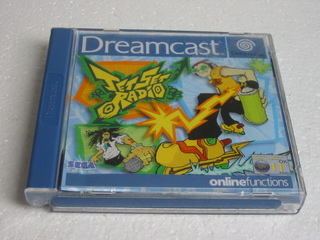 Dreamcast
JET SET
RADIO
SEGA
onlinefunctions